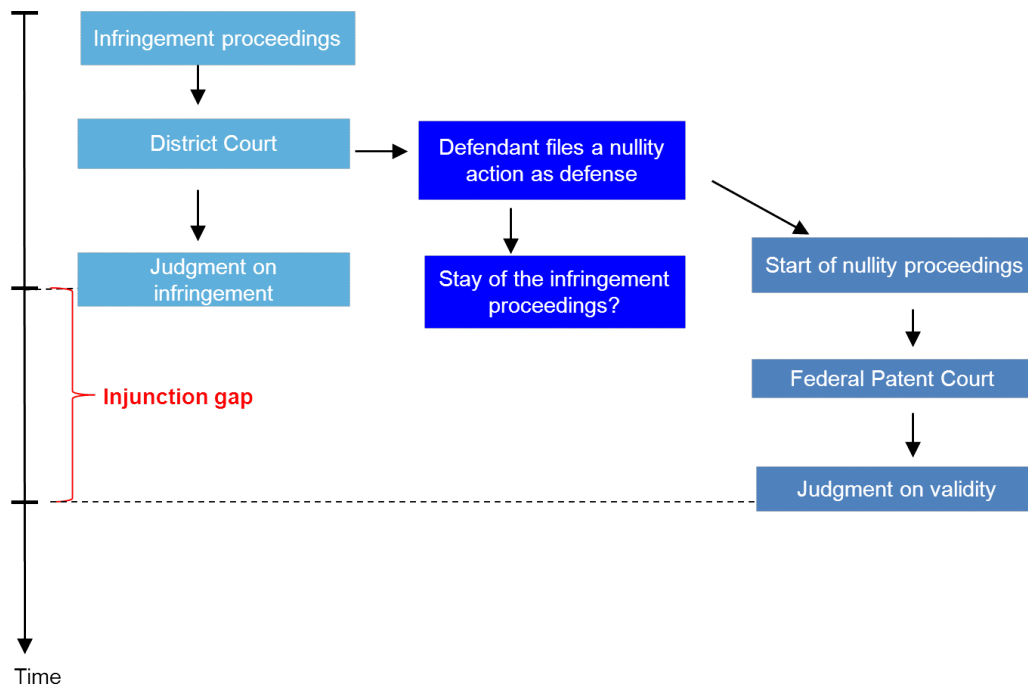 Infringement proceedings
District Court
Defendant files a nullity
action as defense
Judgment on
infringement
Stay of the infringement
proceedings?
Start of nullity proceedings
Federal Patent Court
Injunction gap
Judgment on validity
Time